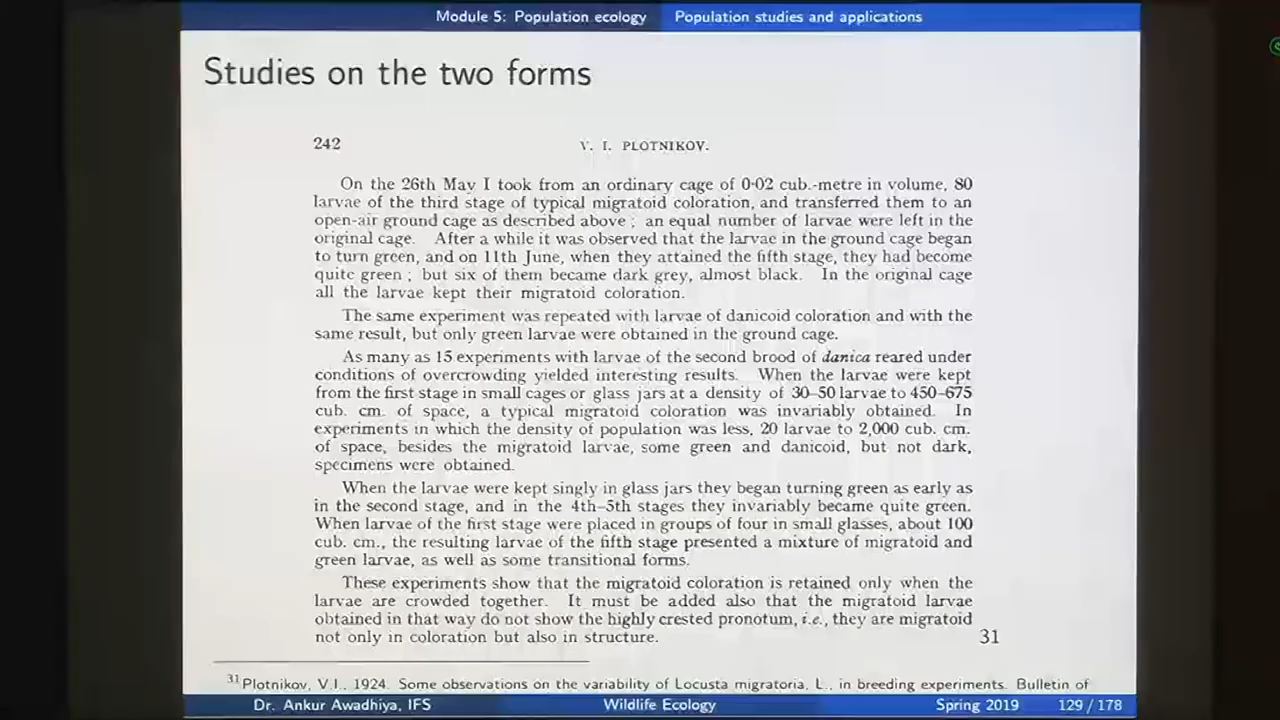 Module 5: Population ecology Population studies and applications
Studies on the two forms
242 V. I. PLOTNIKOV.
On the 26th May I took from an ordinary cage of 0·02 cub.-metre in volume, 80
larvae of the third stage of typical migratoid coloration, and transferred them to an
open-air ground cage as described above ; an equal number of larvae were left in the
original cage. After a while it was observed that the larvae in the ground cage began
to turn green, and on 11th June, when they attained the fifth stage, they had become
quite green ; but six of them became dark grey, almost black. In the original cage
all the larvae kept their migratoid coloration.
The same experiment was repeated with larvae of danicoid coloration and with the
same result, but only green larvae were obtained in the ground cage.
As many as 15 experiments with larvae of the second brood of danica reared under
conditions of overcrowding yielded interesting results. When the larvae were kept
from the first stage in small cages or glass jars at a density of 30–50 larvae to 450–675
cub. cm. of space, a typical migratoid coloration was invariably obtained. In
experiments in which the density of population was less, 20 larvae to 2,000 cub. cm.
of space, besides the migratoid larvae, some green and danicoid, but not dark,
specimens were obtained.
When the larvae were kept singly in glass jars they began turning green as early as
in the second stage, and in the 4th–5th stages they invariably became quite green.
When larvae of the first stage were placed in groups of four in small glasses, about 100
cub. cm., the resulting larvae of the fifth stage presented a mixture of migratoid and
green larvae, as well as some transitional forms.
These experiments show that the migratoid coloration is retained only when the
larvae are crowded together. It must be added also that the migratoid larvae
obtained in that way do not show the highly crested pronotum, i.e., they are migratoid
not only in coloration but also in structure. 31
31 Plotnikov, V.I., 1924. Some observations on the variability of Locusta migratoria, L., in breeding experiments. Bulletin of
Dr. Ankur Awadhiya, IFS Wildlife Ecology Spring 2019 129 / 178